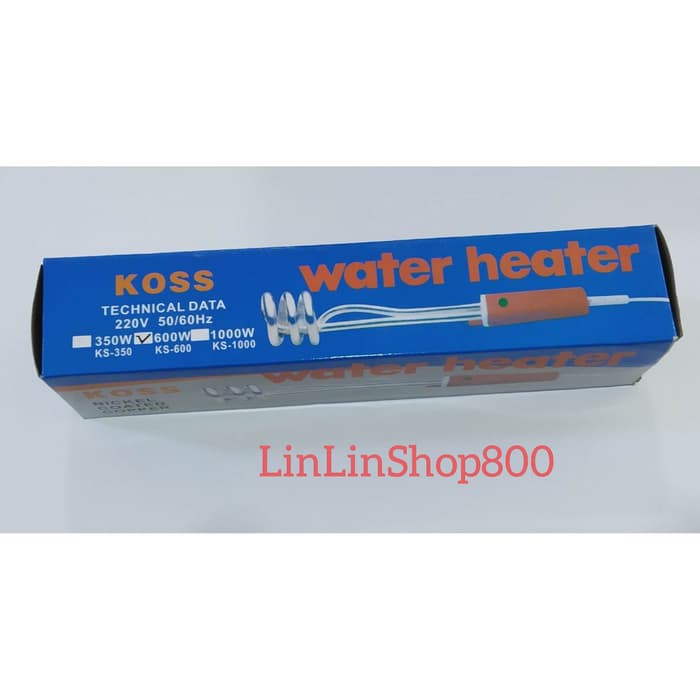 KOSS
TECHNICAL DATA
220V 50/60Hz
350W 600W 1000W
KS-350 KS-600 KS-1000
water heater
KOSS
NICKEL
COATED
COPPER
water heater
LinLinShop800